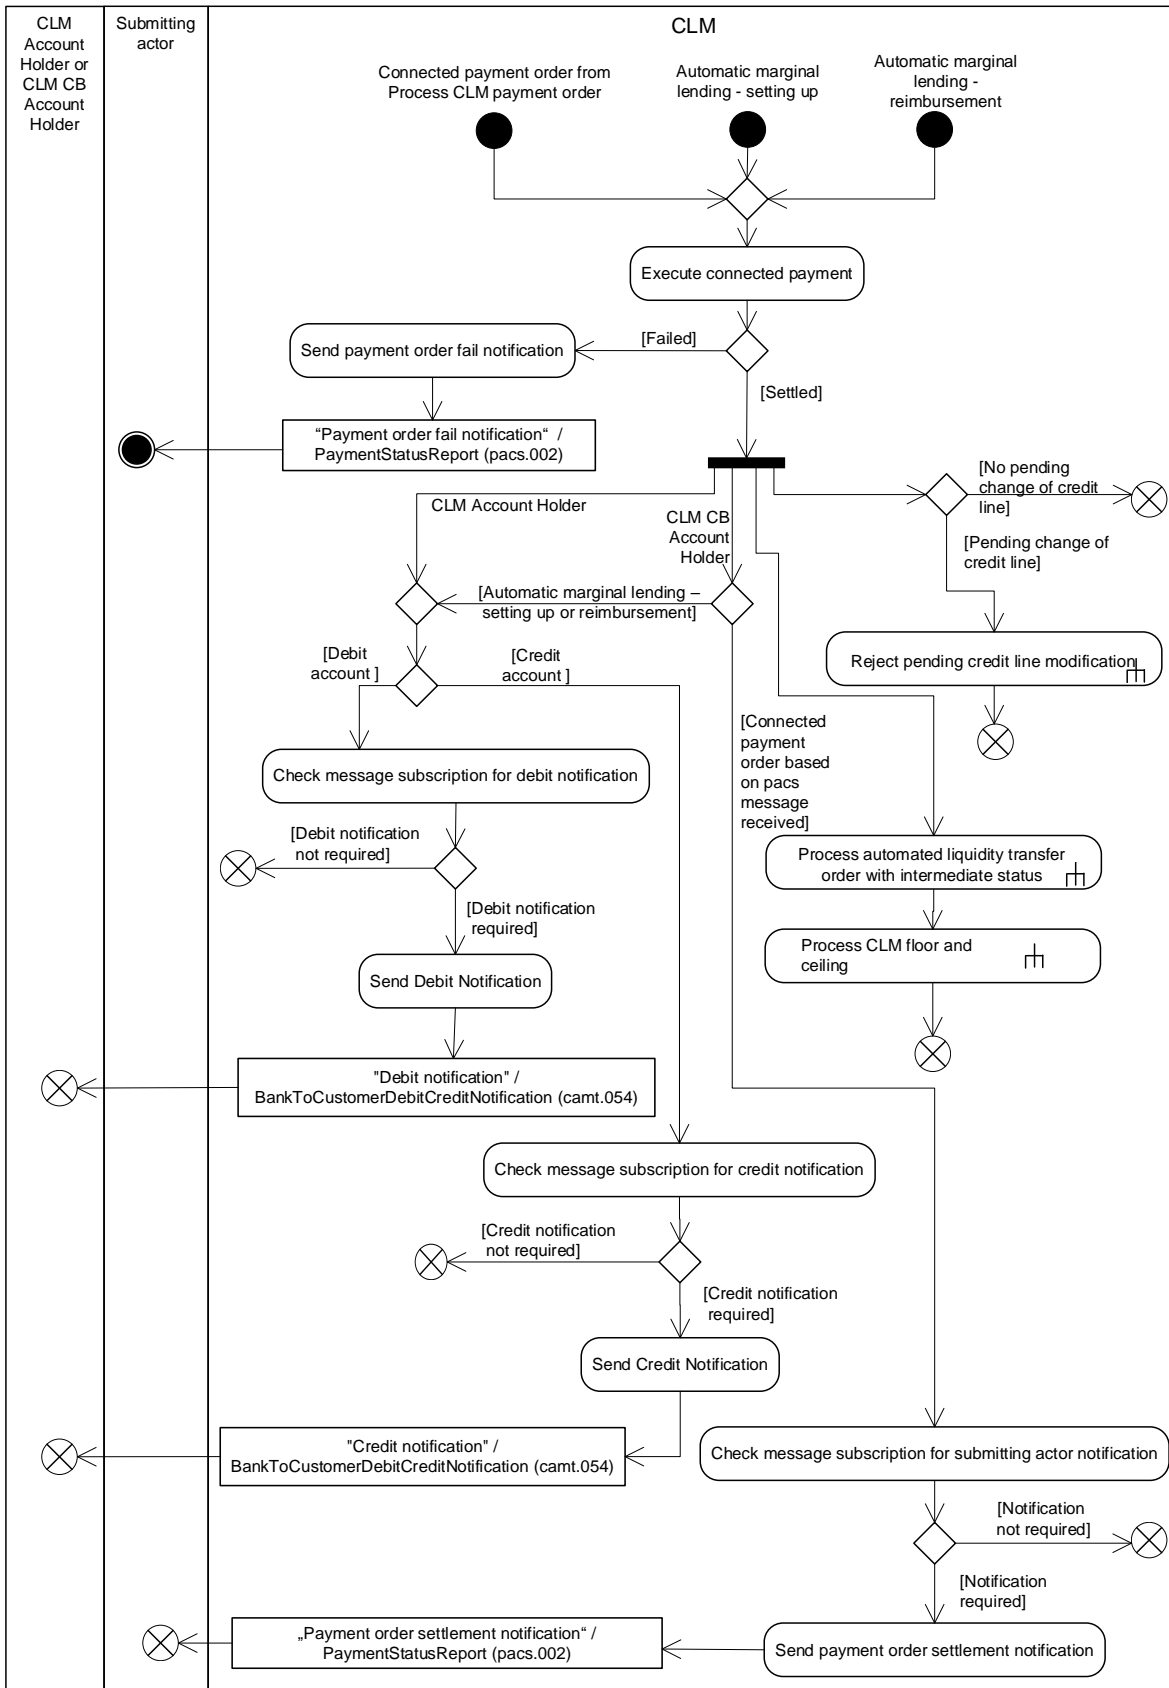 CLM
Account
Holder or
CLM CB
Account
Holder
Submitting
actor
CLM
Connected payment order from
Process CLM payment order
Automatic marginal
lending - setting up
Automatic marginal
lending -
reimbursement
Execute connected payment
[Failed]
Send payment order fail notification
[Settled]
“Payment order fail notification“ /
PaymentStatusReport (pacs.002)
[No pending
change of credit
line]
CLM Account Holder
CLM CB
Account
Holder
[Pending change of
credit line]
[Automatic marginal lending –
setting up or reimbursement]
Reject pending credit line modification
[Debit
account ]
[Credit
account ]
[Connected
payment
order based
on pacs
message
received]
Check message subscription for debit notification
[Debit notification
not required]
Process automated liquidity transfer
order with intermediate status
[Debit notification
required]
Process CLM floor and
ceiling
Send Debit Notification
"Debit notification" /
BankToCustomerDebitCreditNotification (camt.054)
Check message subscription for credit notification
[Credit notification
not required]
[Credit notification
required]
Send Credit Notification
"Credit notification" /
BankToCustomerDebitCreditNotification (camt.054)
Check message subscription for submitting actor notification
[Notification
not required]
[Notification
required]
„Payment order settlement notification“ /
PaymentStatusReport (pacs.002)
Send payment order settlement notification